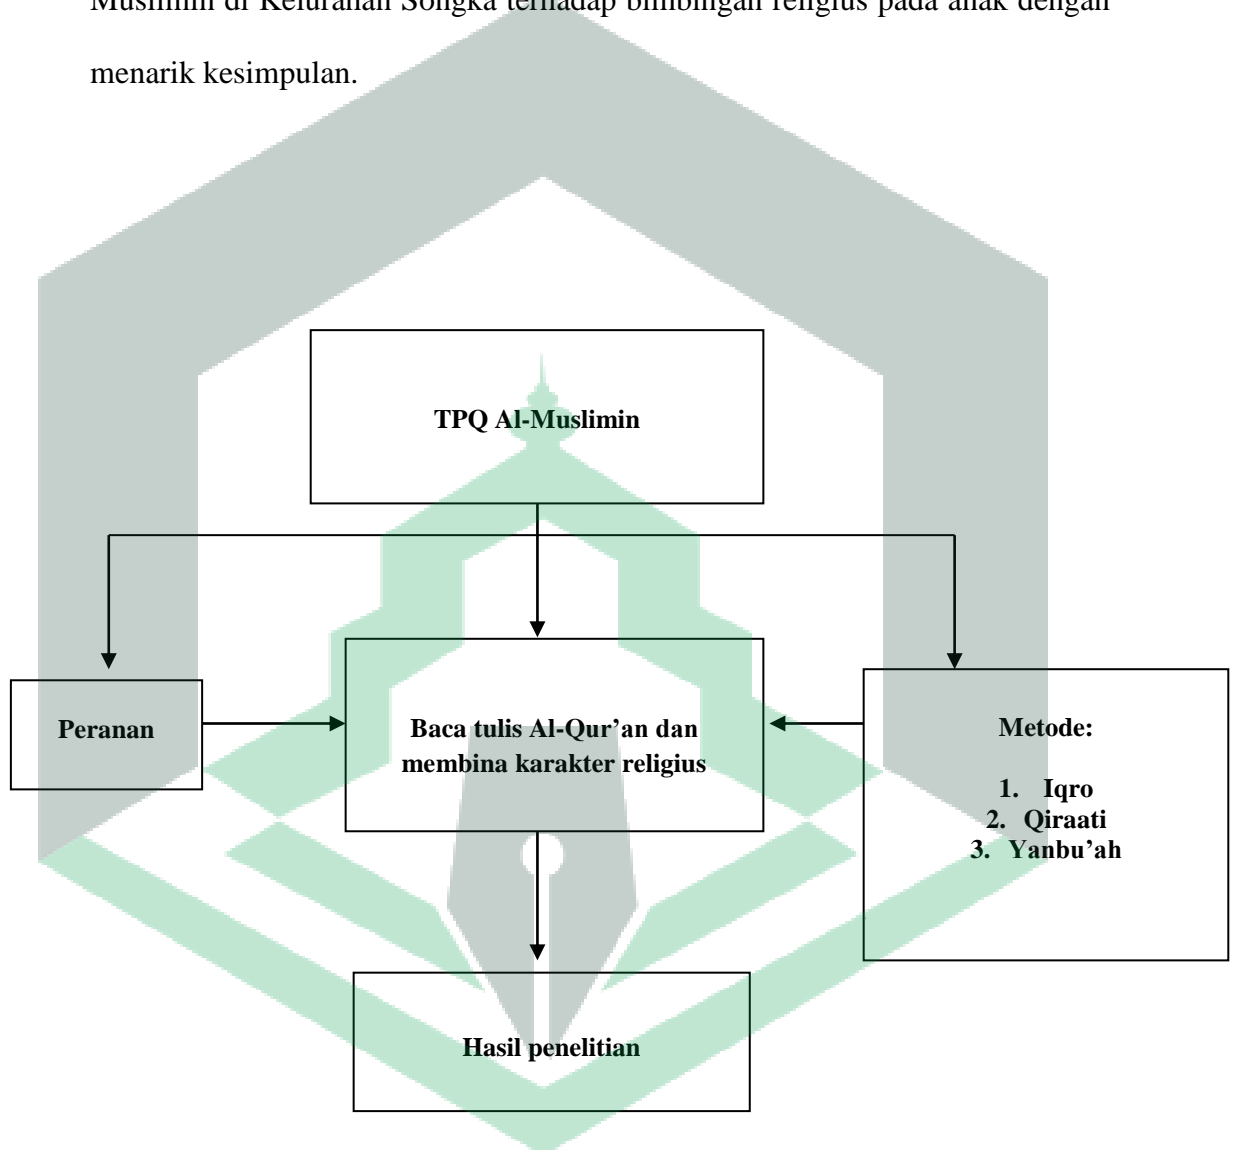 Muslimin di Kelurahan Songka terhadap bimbingan religius pada anak dengan
menarik kesimpulan.
TPQ Al-Muslimin
Peranan
Baca tulis Al-Qur’an dan
membina karakter religius
Metode:
1. Iqro
2. Qiraati
3. Yanbu’ah
Hasil penelitian